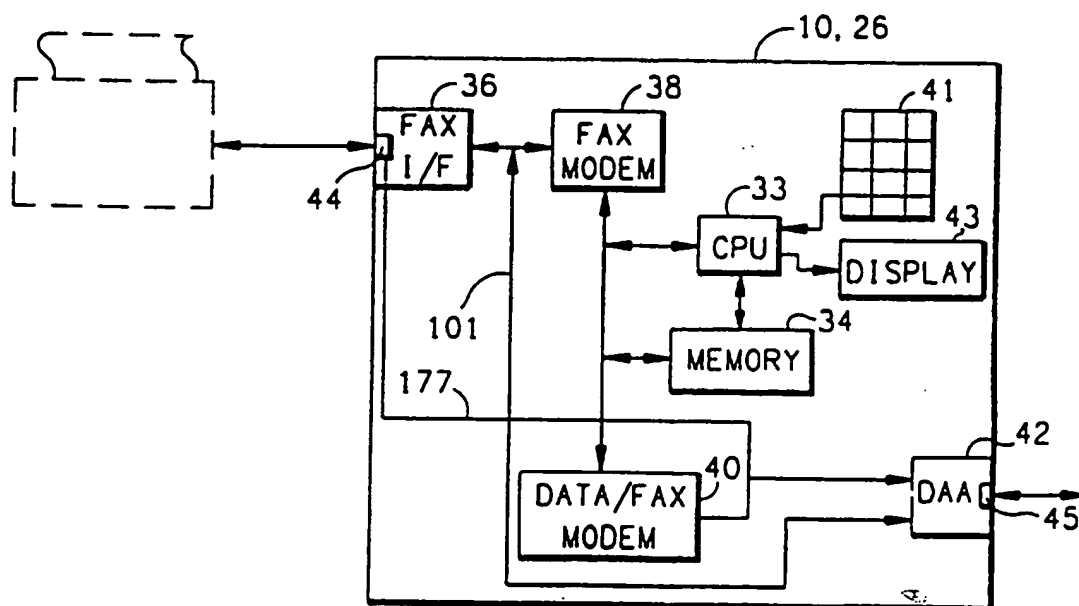 10, 26
36
38
41
FAX
I/F
FAX
MODEM
44
33
CPU
43
DISPLAY
101
34
MEMORY
177
42
40
DATA/FAX
MODEM
DAA
45